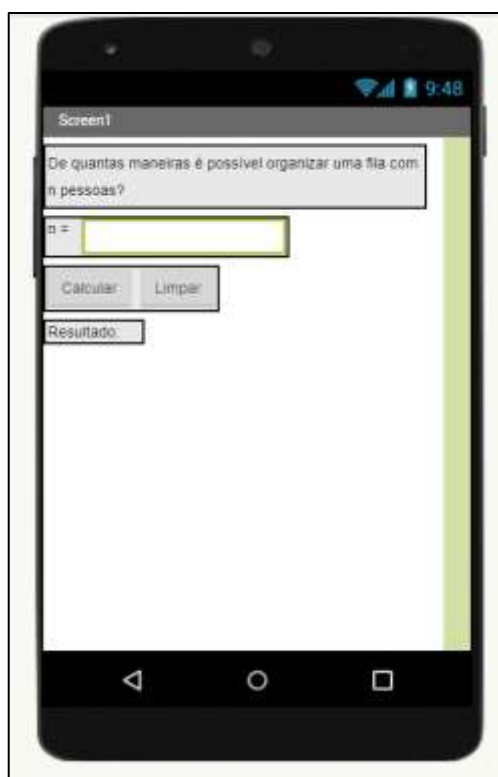 9:48
Screen1
De quantas maneiras é possível organizar uma fila com
n pessoas?
n =
Calcular Limpar
Resultado